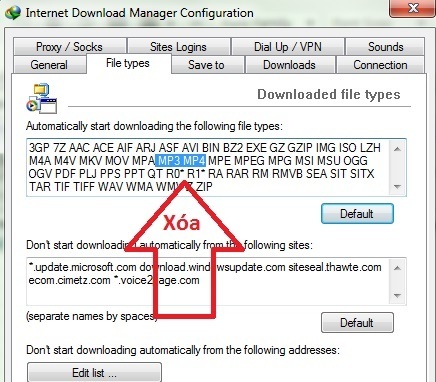 Internet Download Manager Configuration
Proxy / Socks
Sites Logins
Dial Up / VPN
Sounds
General
File types
Save to
Downloads
Connection
Downloaded file types
Automatically start downloading the following file types:
3GP 7Z AAC ACE AIF ARJ ASF AVI BIN BZ2 EXE GZ GZIP IMG ISO LZH
M4A M4V MKV MOV MPA MP3 MP4 MPE MPEG MPG MSI MSU OGG
OGV PDF PLJ PPS PPT QT R0* R1* RA RAR RM RMVB SEA SIT SITX
TAR TIF TIFF WAV WMA WMV Z ZIP
Xóa
Default
Don't start downloading automatically from the following sites:
*.update.microsoft.com download.windowsupdate.com siteseal.thawte.com
ecom.cimetz.com
(separate names by spaces)
Default
Don't start downloading automatically from the following addresses:
Edit list ...